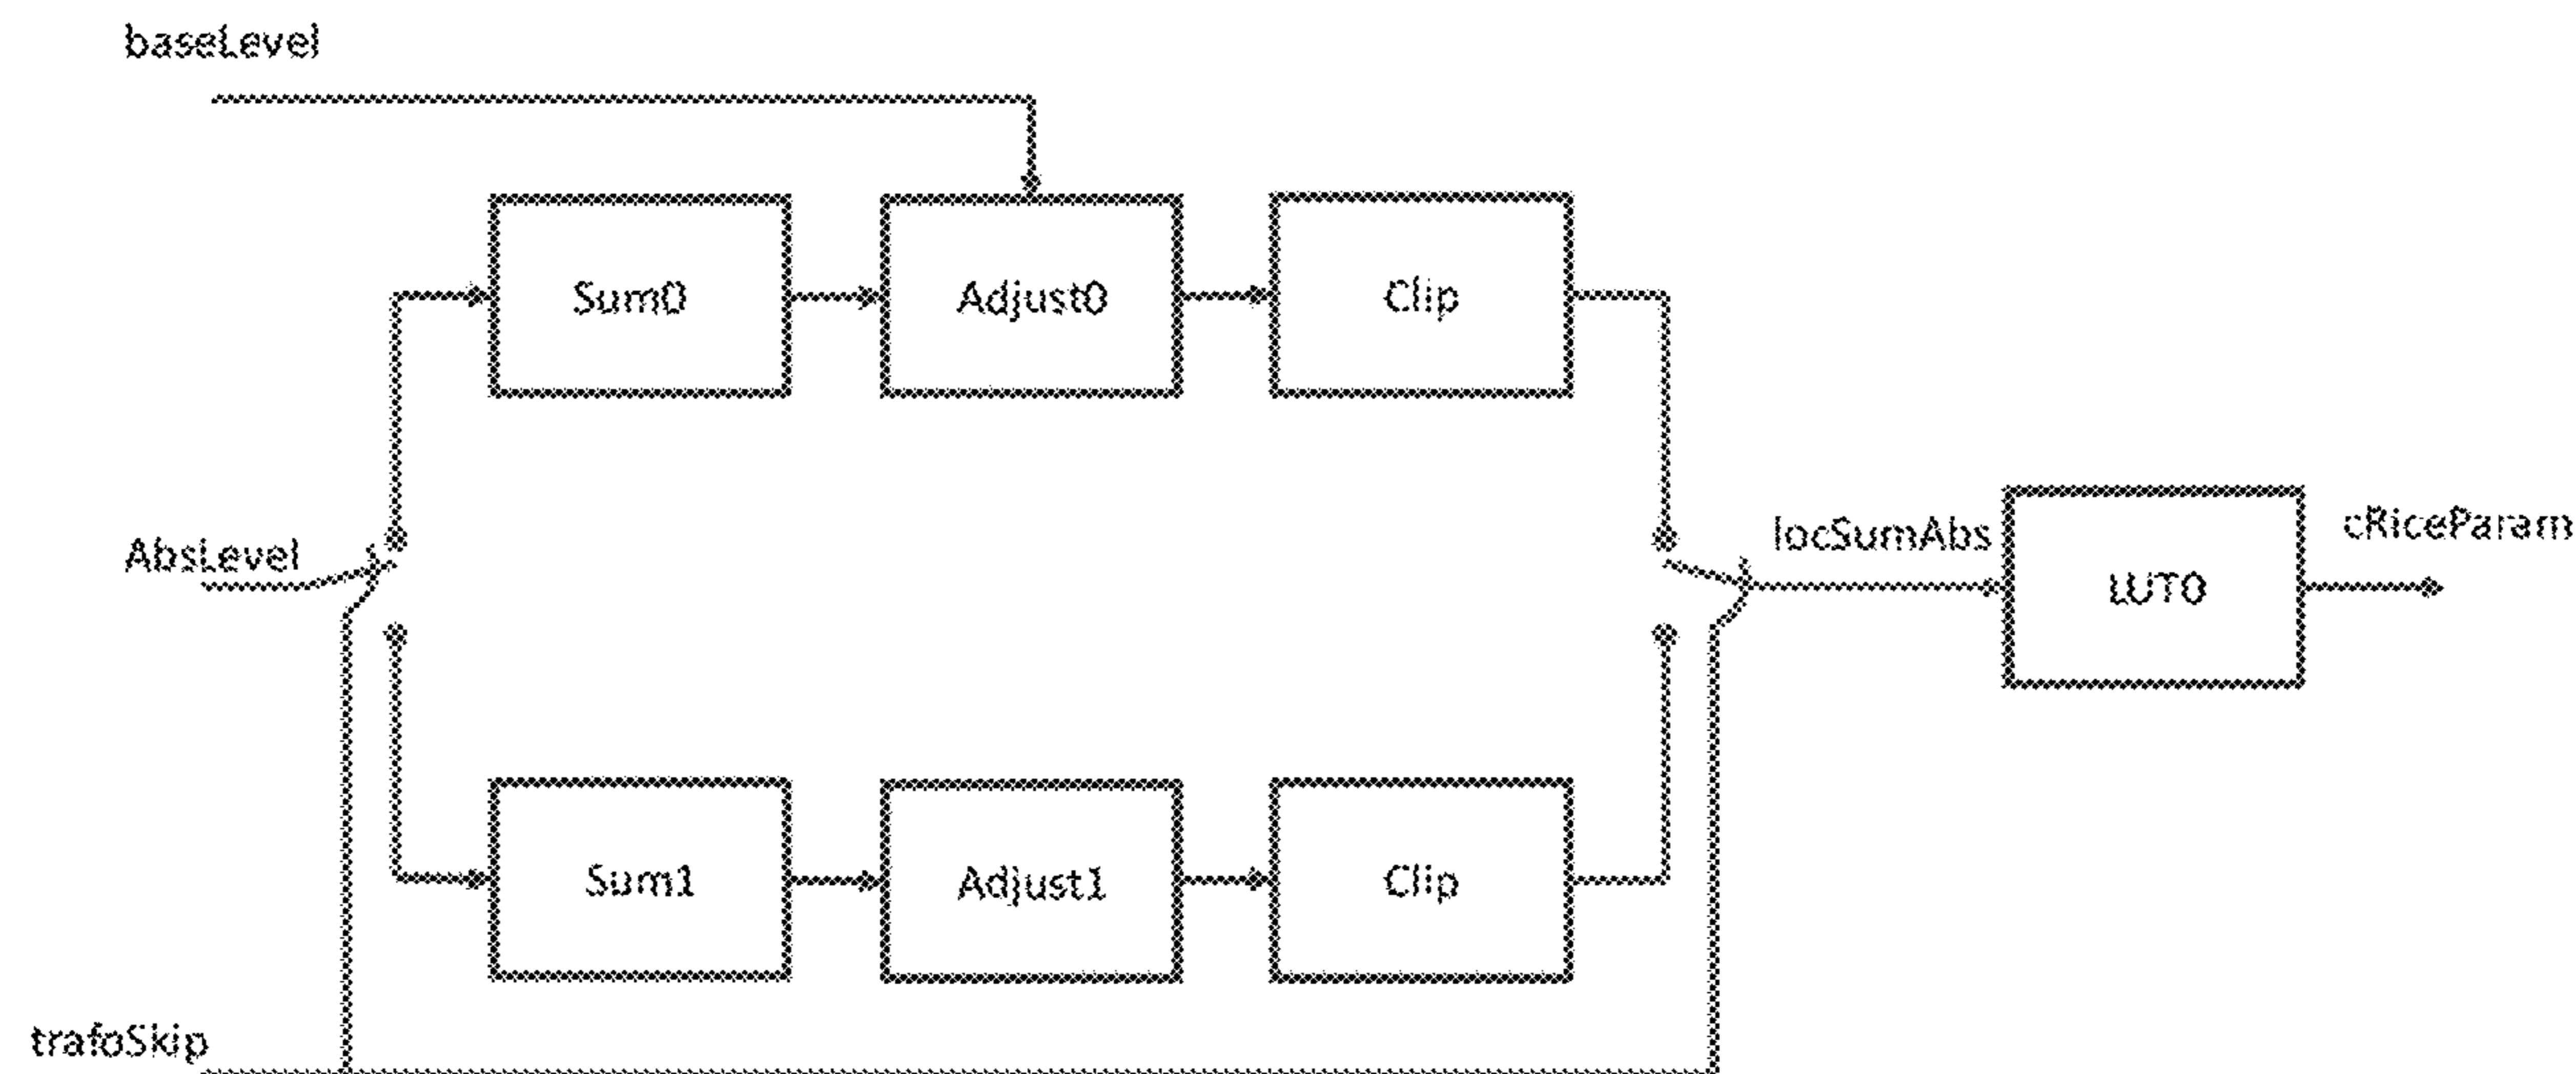 baseLevel
Sum0
Adjust0
Clip
AbsLevel
locSumAbs
cRiceParam
LUT0
Sum1
Adjust1
Clip
trafoSkip